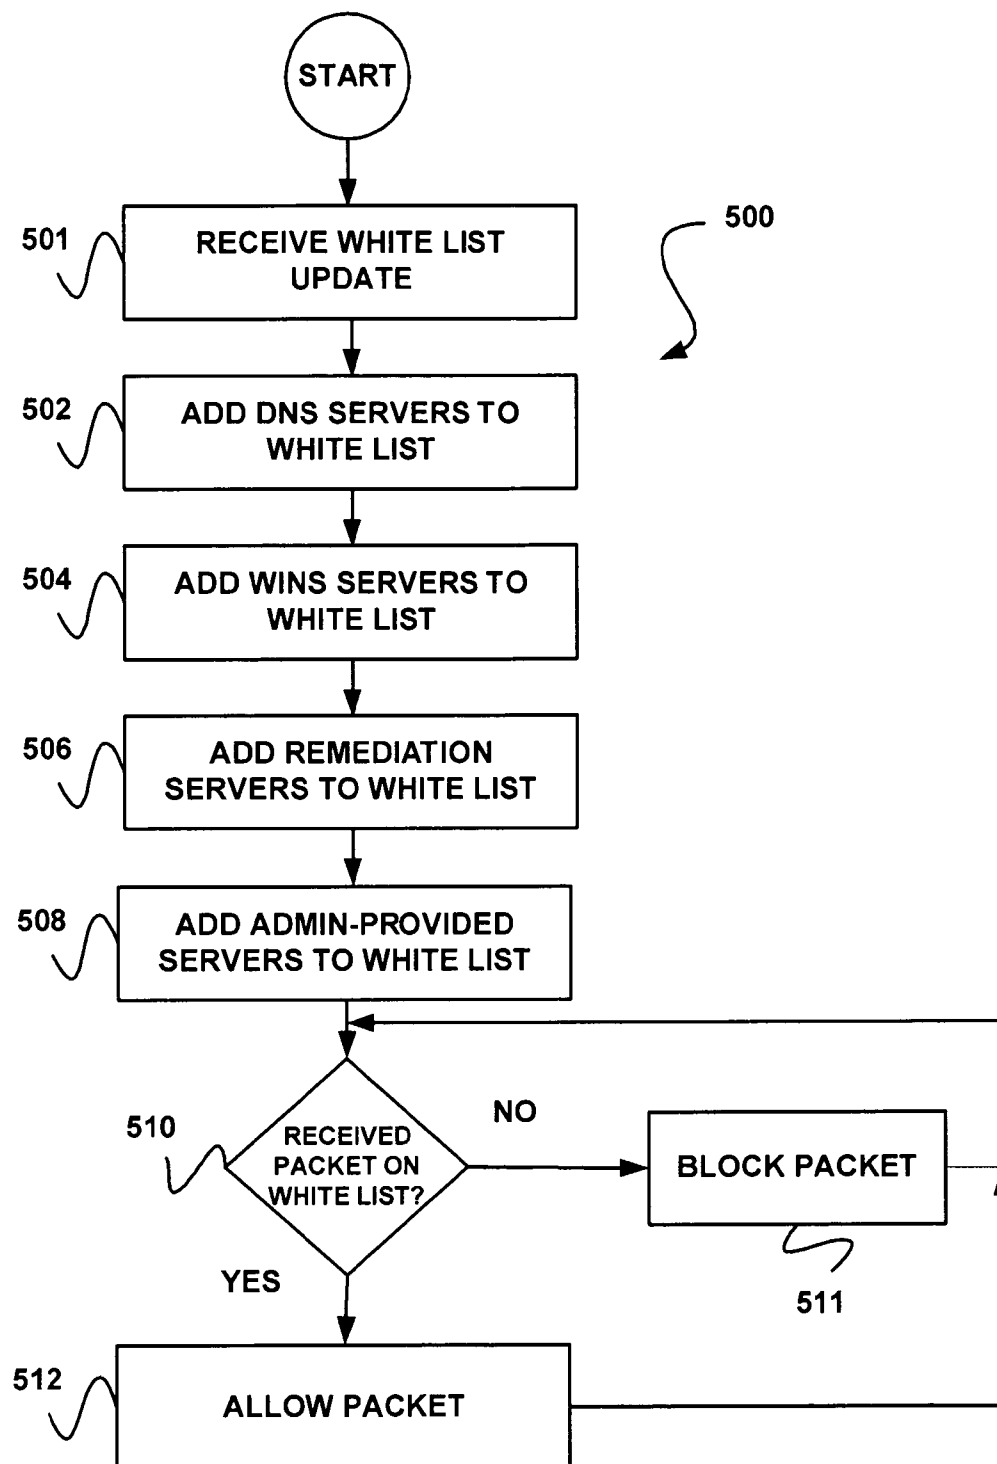 START
500
501
RECEIVE WHITE LIST
UPDATE
502
ADD DNS SERVERS TO
WHITE LIST
504
ADD WINS SERVERS TO
WHITE LIST
506
ADD REMEDIATION
SERVERS TO WHITE LIST
508
ADD ADMIN-PROVIDED
SERVERS TO WHITE LIST
510
RECEIVED
PACKET ON
WHITE LIST?
NO
BLOCK PACKET
511
YES
512
ALLOW PACKET